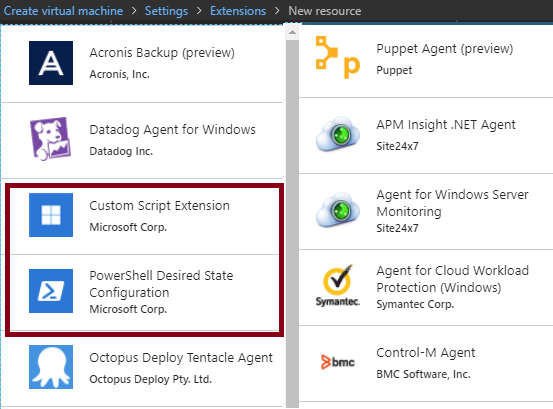 Create virtual machine > Settings > Extensions > New resource
Acronis Backup (preview)
Acronis, Inc.
Datadog Agent for Windows
Datadog Inc.
Custom Script Extension
Microsoft Corp.
PowerShell Desired State
Configuration
Microsoft Corp.
Octopus Deploy Tentacle Agent
Octopus Deploy Pty. Ltd.
Puppet Agent (preview)
Puppet
APM Insight .NET Agent
Site24x7
Agent for Windows Server
Monitoring
Site24x7
Symantec.
Agent for Cloud Workload
Protection (Windows)
Symantec Corp.
bmc
Control-M Agent
BMC Software, Inc.